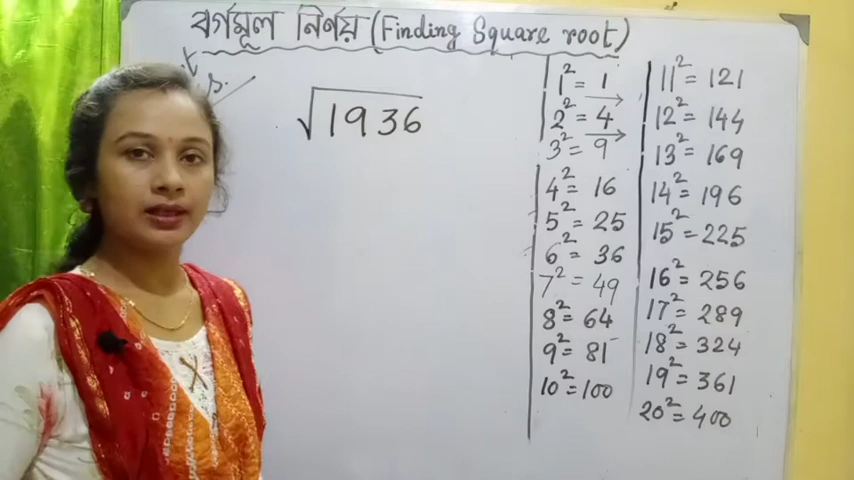 বর্গমূল নির্ণয় (Finding Square root)
√1936
1² = 1
2² = 4
3² = 9
4² = 16
5² = 25
6² = 36
7² = 49
8² = 64
9² = 81
10² = 100
11² = 121
12² = 144
13² = 169
14² = 196
15² = 225
16² = 256
17² = 289
18² = 324
19² = 361
20² = 400